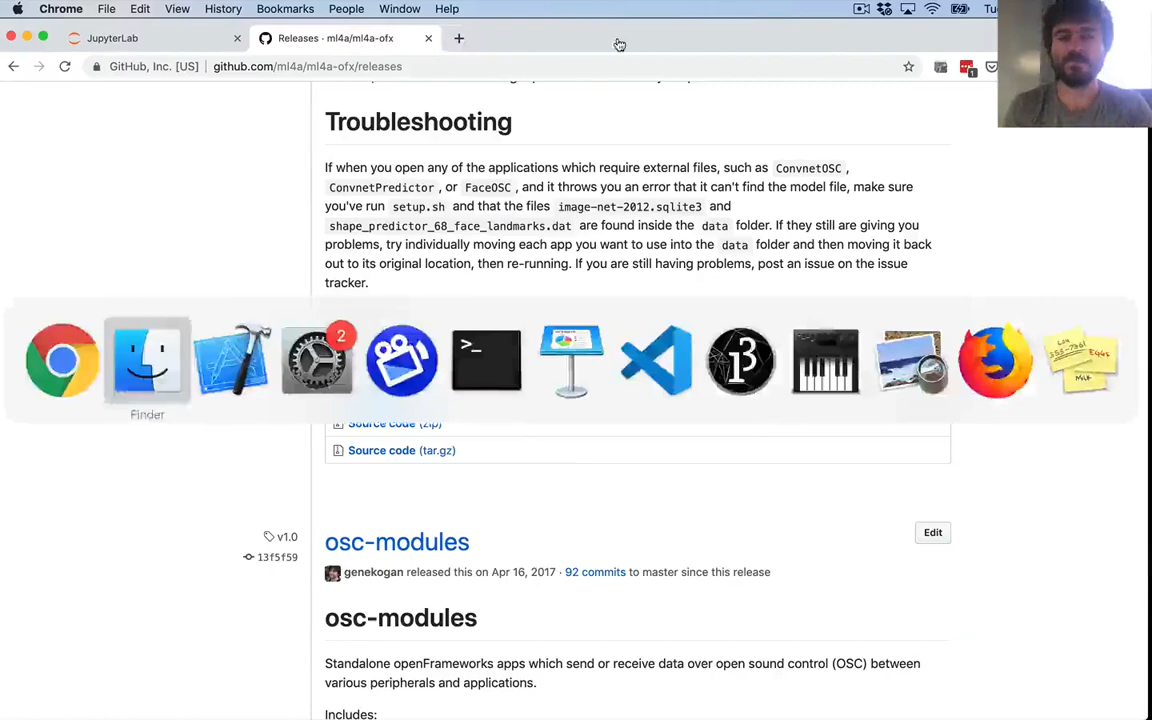 Chrome File Edit View History Bookmarks People Window Help
JupyterLab
Releases · ml4a/ml4a-ofx
GitHub, Inc. [US] github.com/ml4a/ml4a-ofx/releases
1
Troubleshooting
If when you open any of the applications which require external files, such as ConvnetOSC ,
ConvnetPredictor , or FaceOSC , and it throws you an error that it can't find the model file, make sure
you've run setup.sh and that the files image-net-2012.sqlite3 and
shape_predictor_68_face_landmarks.dat are found inside the data folder. If they still are giving you
problems, try individually moving each app you want to use into the data folder and then moving it back
out to its original location, then re-running. If you are still having problems, post an issue on the issue
tracker.
2
>_
Finder
Source code (zip)
Source code (tar.gz)
v1.0
13f5f59
osc-modules
Edit
genekogan released this on Apr 16, 2017 · 92 commits to master since this release
osc-modules
Standalone openFrameworks apps which send or receive data over open sound control (OSC) between
various peripherals and applications.
Includes: